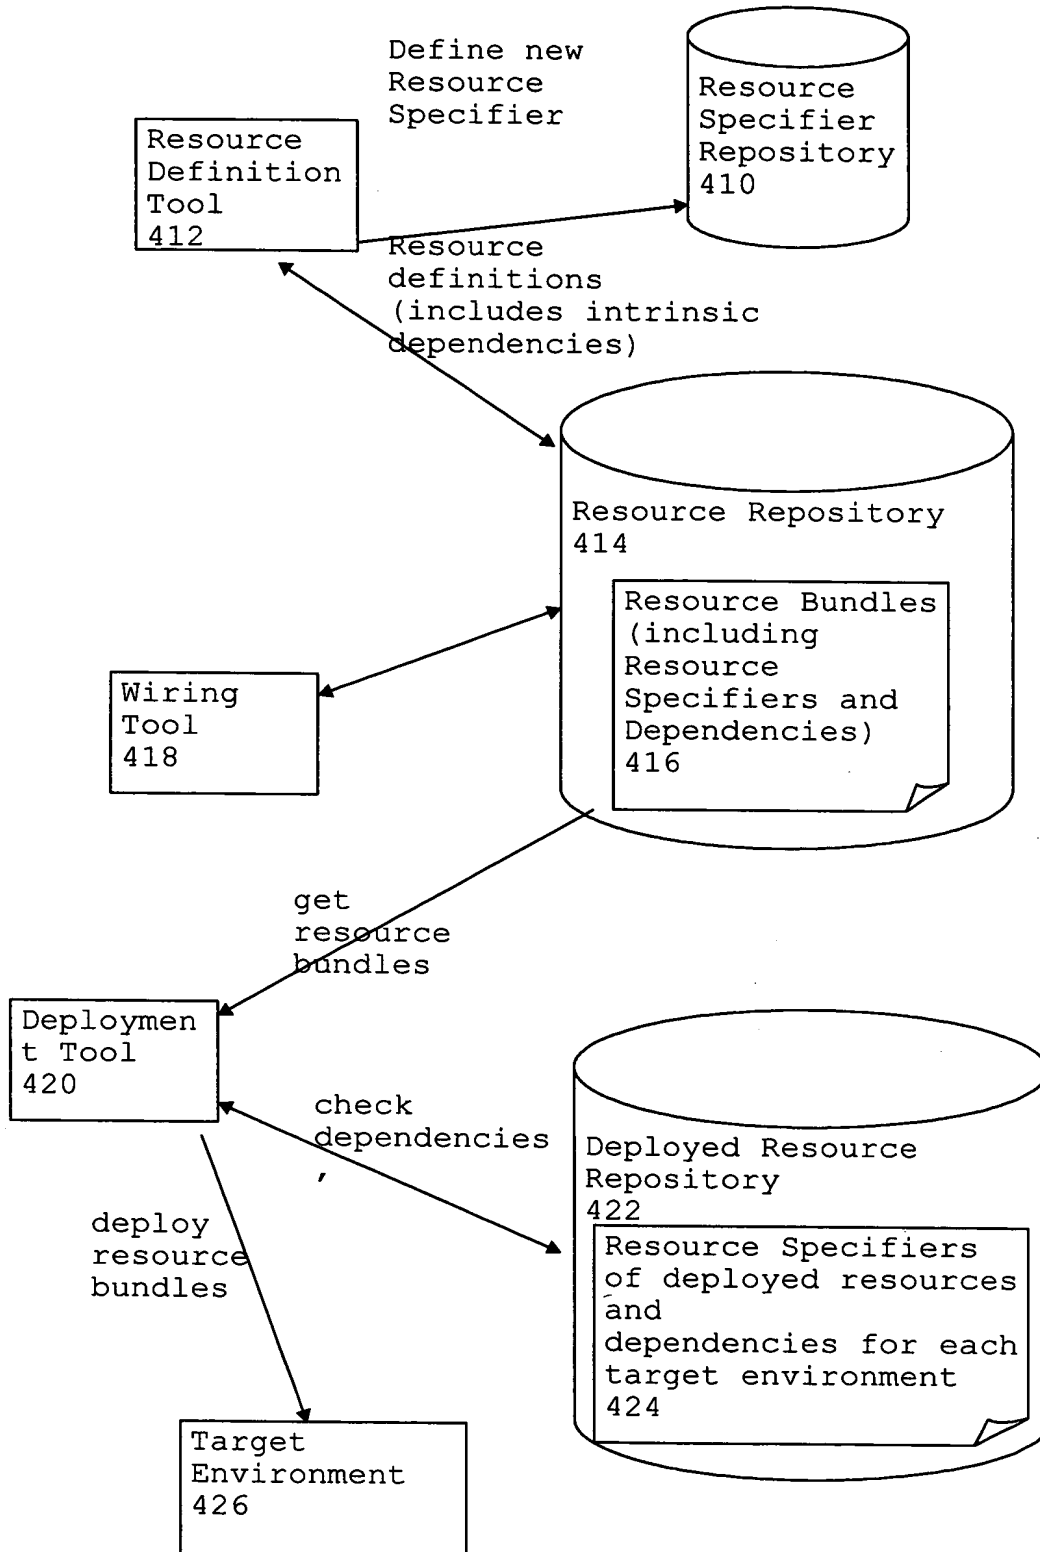 Define new
Resource
Specifier
Resource
Specifier
Repository
410
Resource
Definition
Tool
412
Resource
definitions
(includes intrinsic
dependencies)
Resource Repository
414
Resource Bundles
(including
Resource
Specifiers and
Dependencies)
416
Wiring
Tool
418
get
resource
bundles
Deploymen
t Tool
420
check
dependencies
,
Deployed Resource
Repository
422
deploy
resource
bundles
Resource Specifiers
of deployed resources
and
dependencies for each
target environment
424
Target
Environment
426